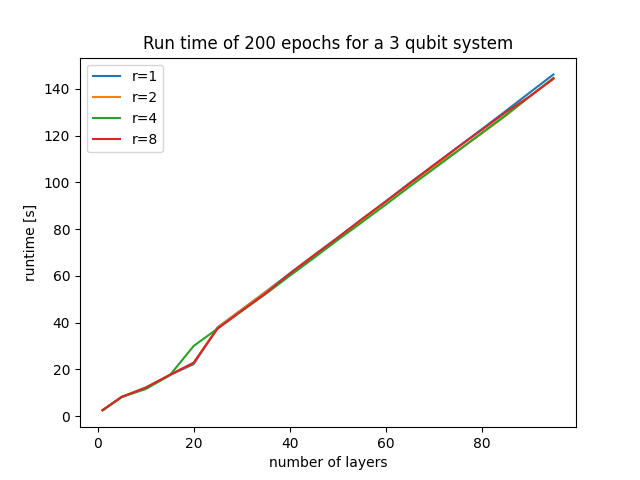 Run time of 200 epochs for a 3 qubit system
r=1
r=2
r=4
r=8
140
120
100
80
60
40
20
0
runtime [s]
0 20 40 60 80
number of layers